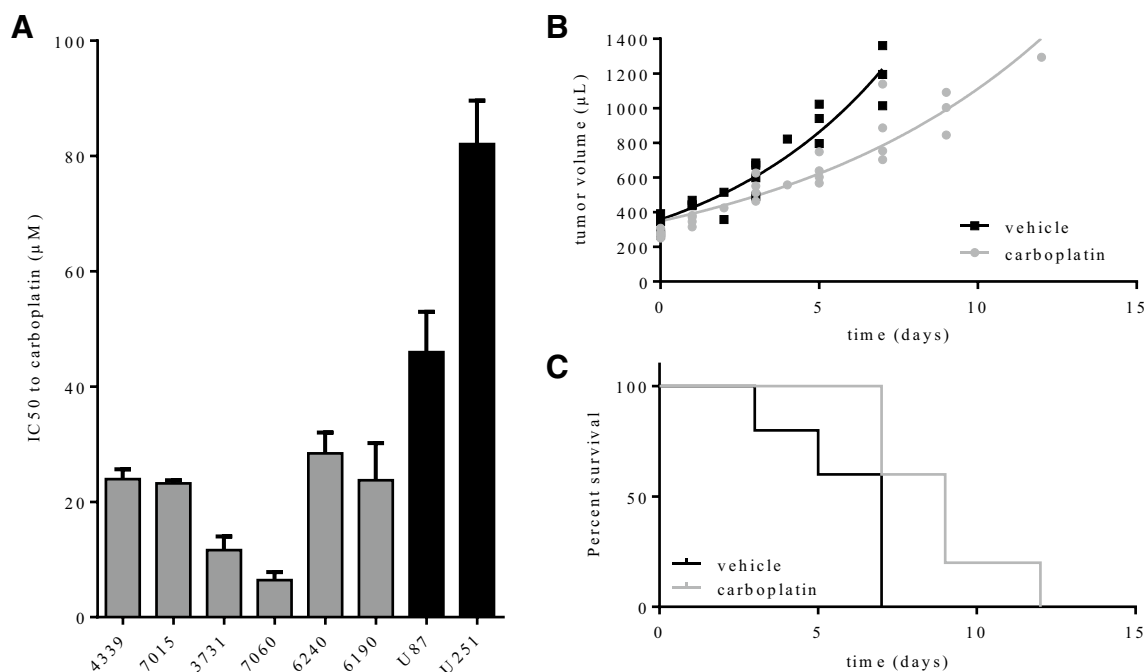 A
IC50 to carboplatin (µM)
100
80
60
40
20
0
4339
7015
3731
7060
6240
6190
U87
U251
B
tumor volume (µL)
1400
1200
1000
800
600
400
200
0
vehicle
carboplatin
0
5
10
15
time (days)
C
Percent survival
100
50
0
vehicle
carboplatin
0
5
10
15
time (days)